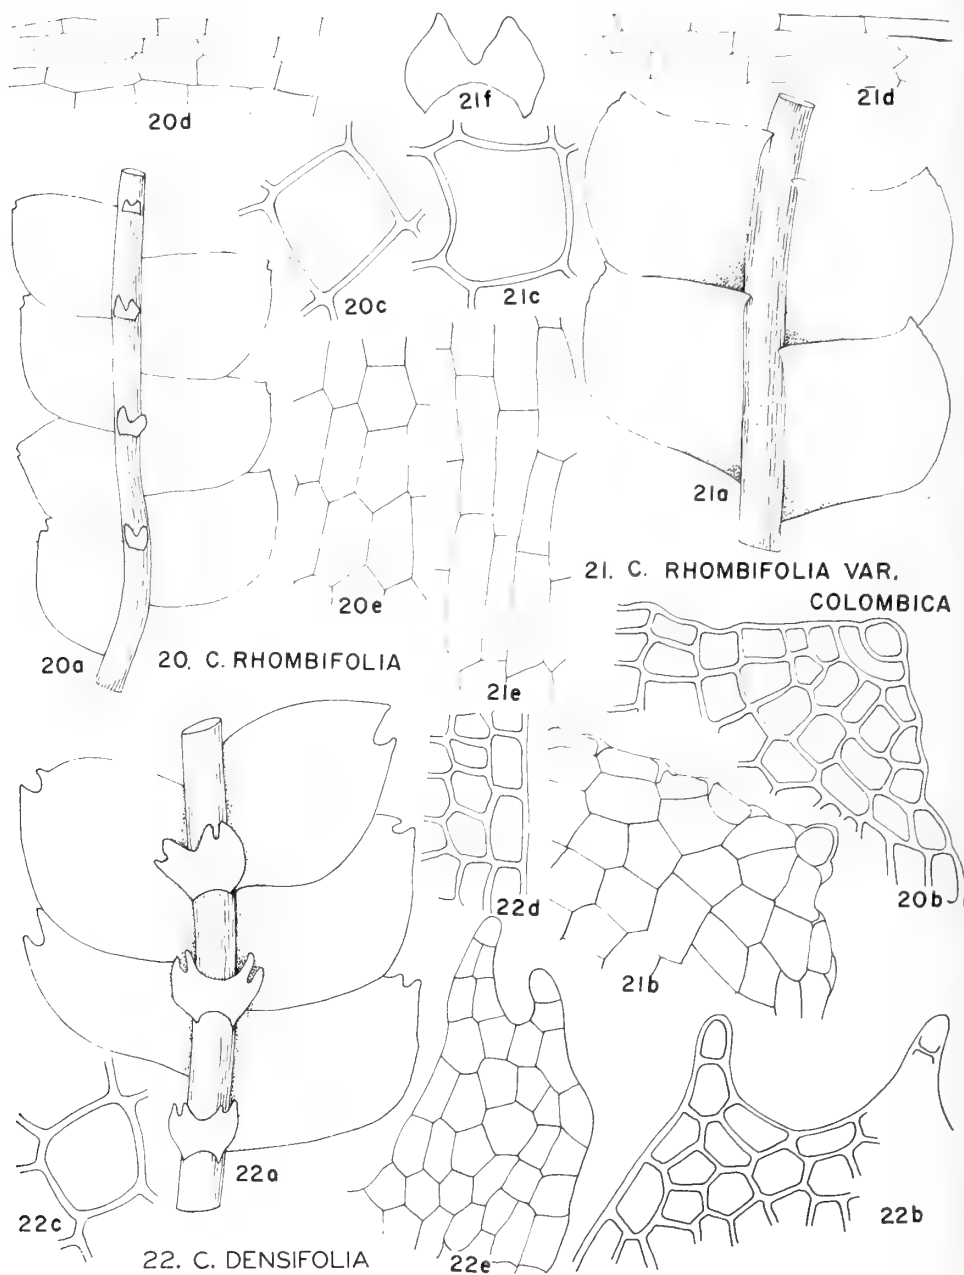 20d
21f
21d
20c
21c
21a
20e
20a
20. C. RHOMBIFOLIA
21e
21. C. RHOMBIFOLIA VAR.
COLOMBICA
22d
21b
20b
22a
22c
22b
22e
22. C. DENSIFOLIA